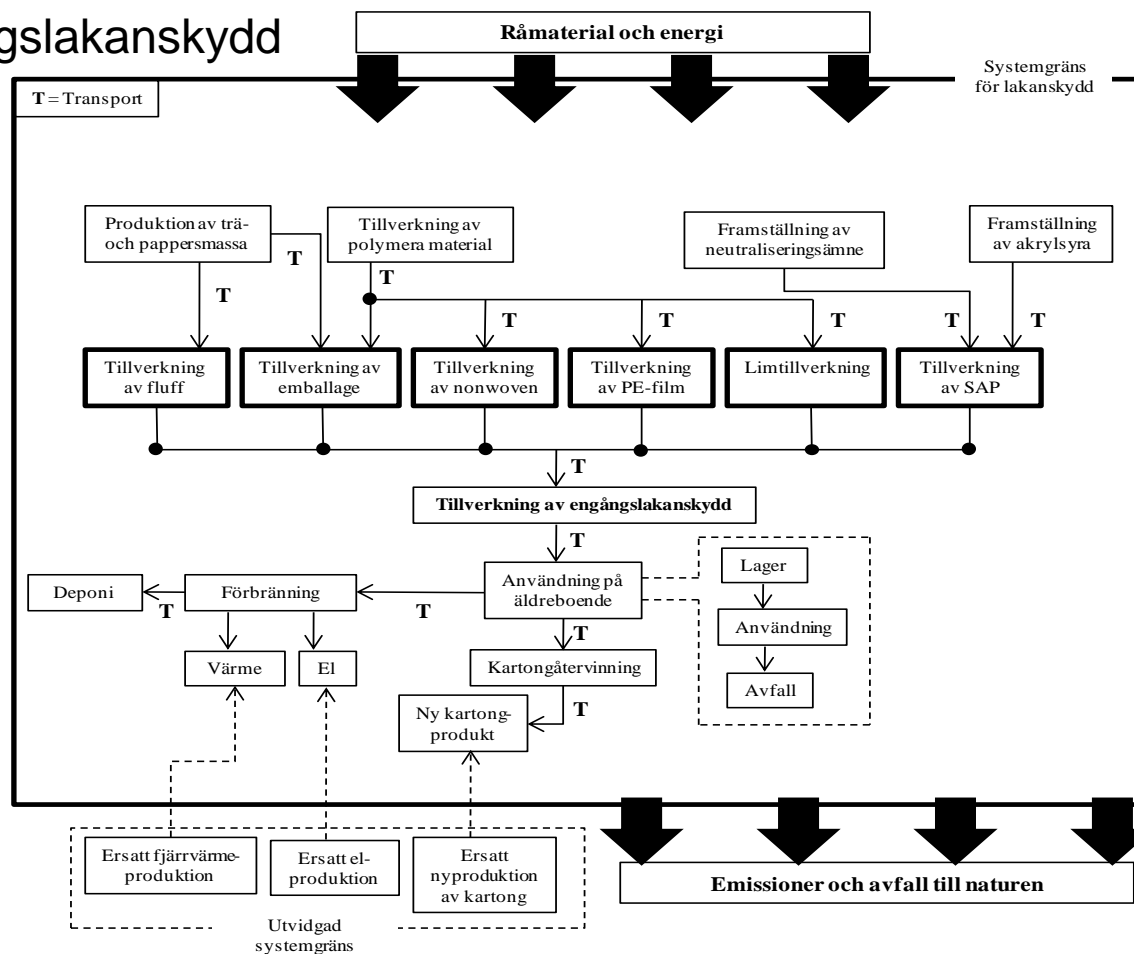 gslakanskydd
Råmaterial och energi
Systemgräns
för lakanskydd
T = Transport
Produktion av trä-
och pappersmassa
Tillverkning av
polymera material
Framställning av
neutraliseringsämne
Framställning
av akrylsyra
T
T
T
T
T
T
T
T
T
Tillverkning
av fluff
Tillverkning av
emballage
Tillverkning
av nonwoven
Tillverkning
av PE-film
Limtillverkning
Tillverkning
av SAP
T
Tillverkning av engångslakanskydd
T
Deponi
T
Förbränning
T
Användning på
äldreboende
Lager
Användning
Avfall
T
Värme
El
Kartongåtervinning
T
Ny kartong-
produkt
Ersatt fjärrvärme-
produktion
Ersatt el-
produktion
Ersatt
nyproduktion
av kartong
Emissioner och avfall till naturen
Utvidgad
systemgräns